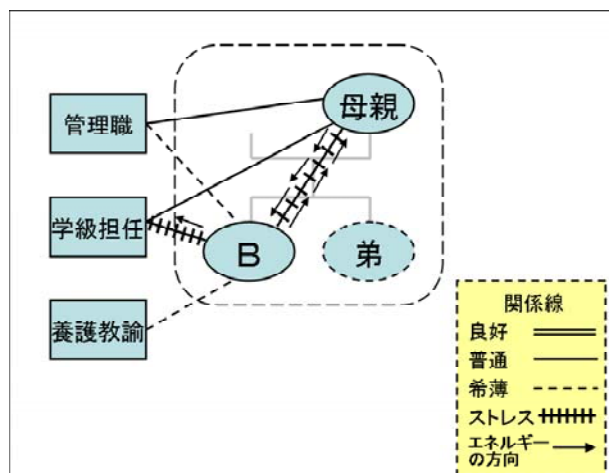 母親
管理職
学級担任
B
弟
養護教諭
関係線
良好
普通
希薄
ストレス
エネルギー
の方向